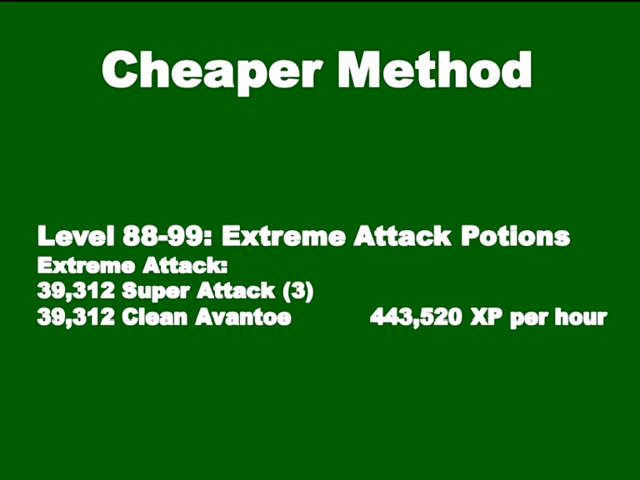 Cheaper Method
Level 88-99: Extreme Attack Potions
Extreme Attack:
39,312 Super Attack (3)
39,312 Clean Avantoe 443,520 XP per hour